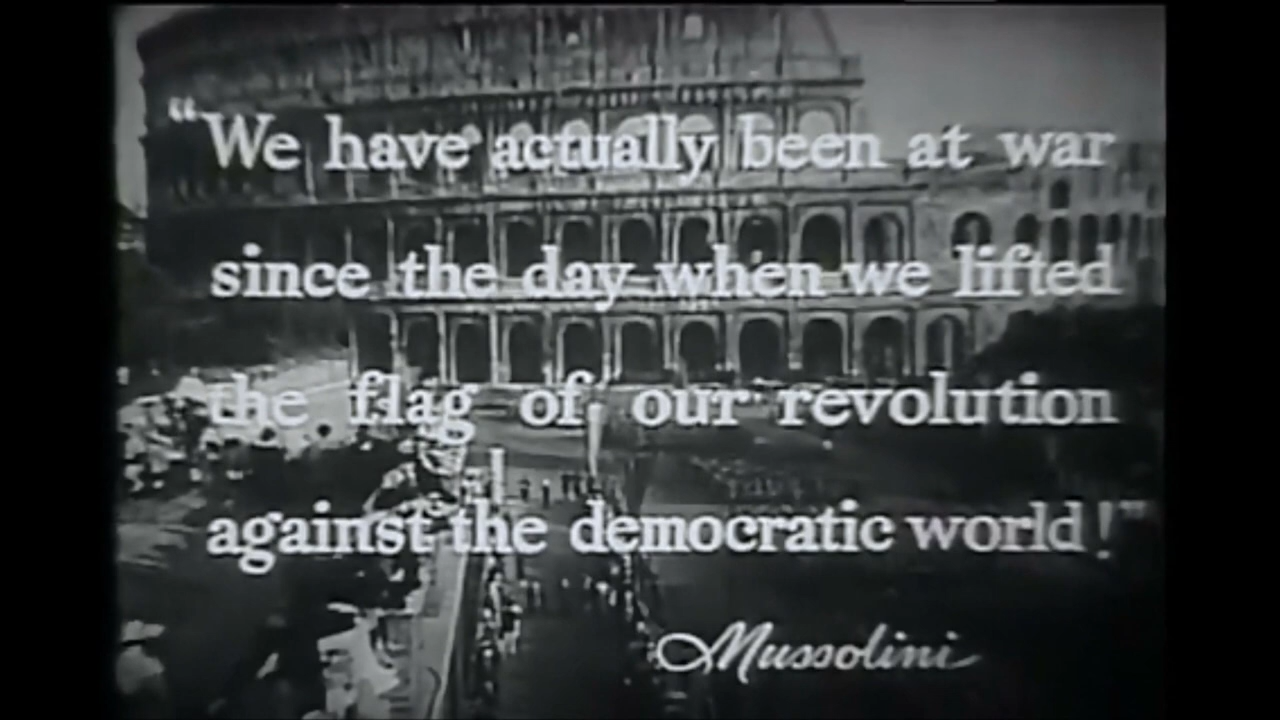 “We have actually been at war
since the day when we lifted
the flag of our revolution
against the democratic world!”
Mussolini